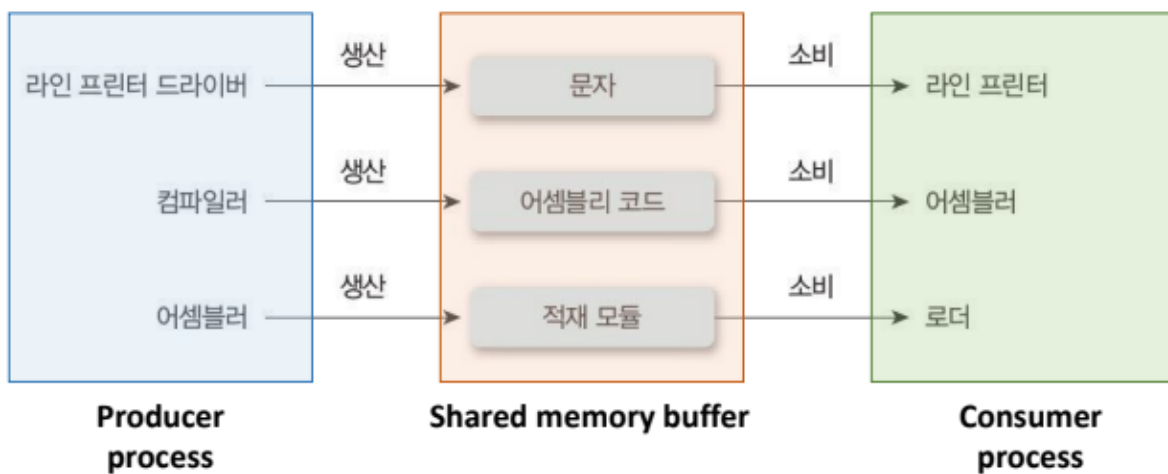 생산
소비
라인 프린터 드라이버
문자
라인 프린터
생산
소비
컴파일러
어셈블리 코드
어셈블러
생산
소비
어셈블러
적재 모듈
로더
Producer
process
Shared memory buffer
Consumer
process